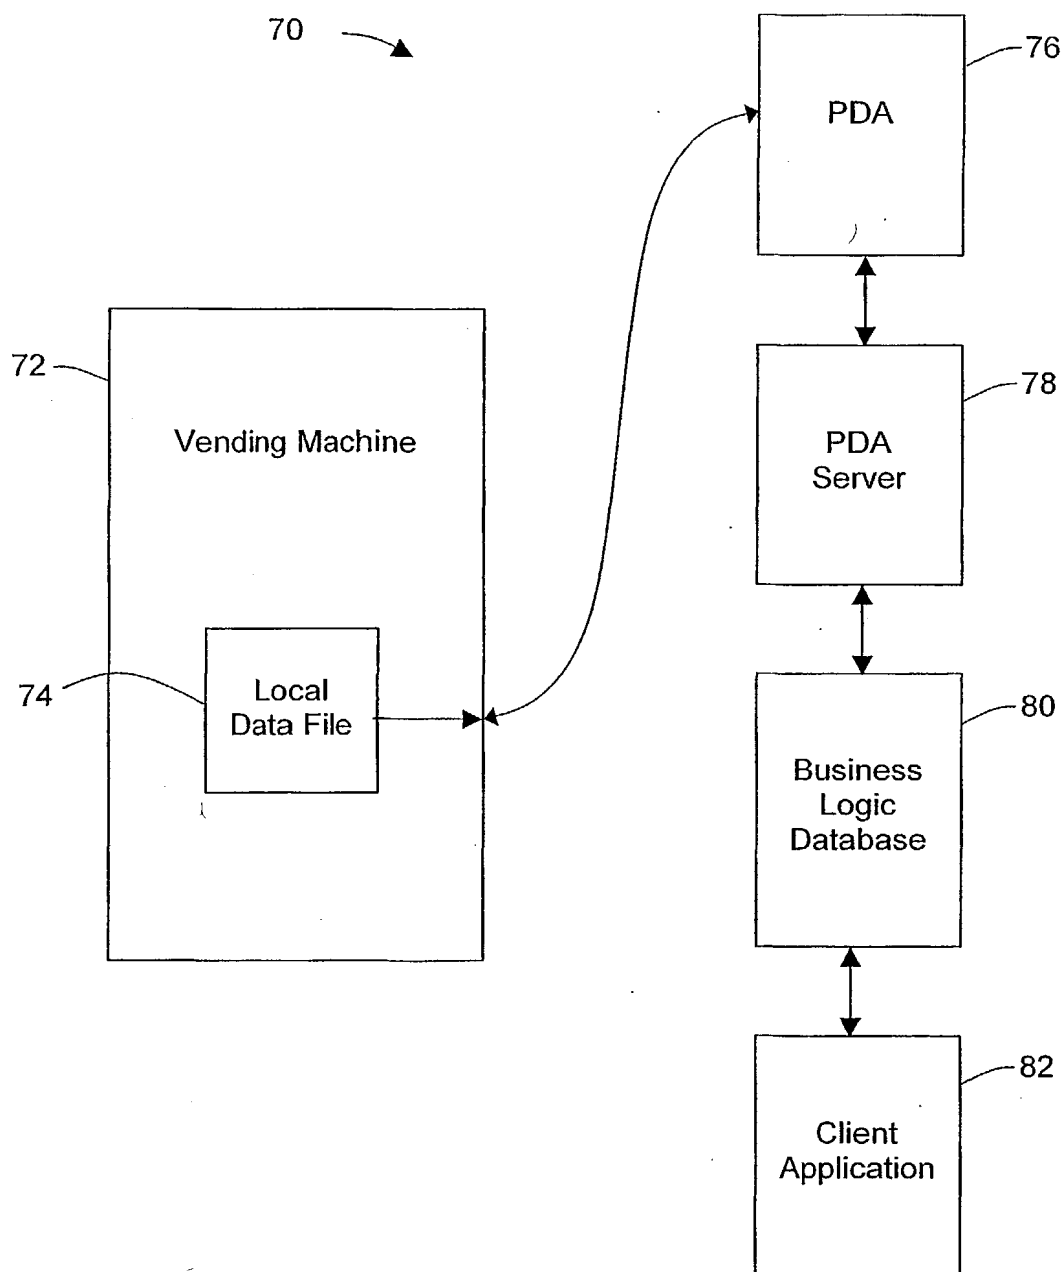 70
76
PDA
72
78
Vending Machine
PDA
Server
74
Local
Data File
80
Business
Logic
Database
82
Client
Application